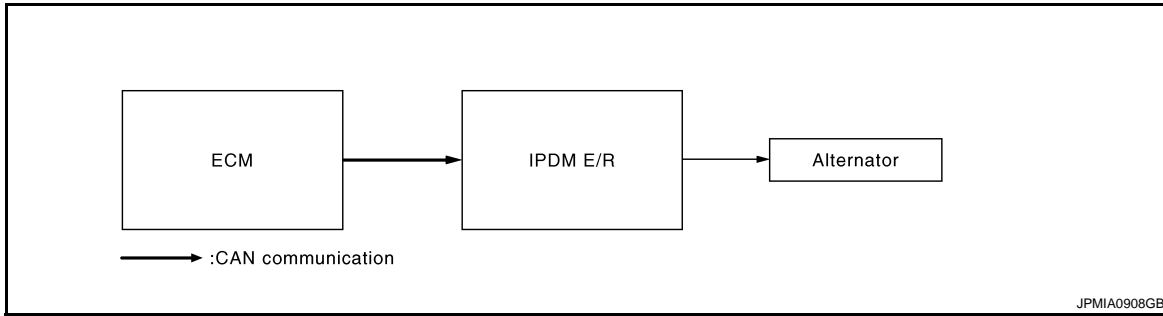 ECM
IPDM E/R
Alternator
:CAN communication
JPMIA0908GB